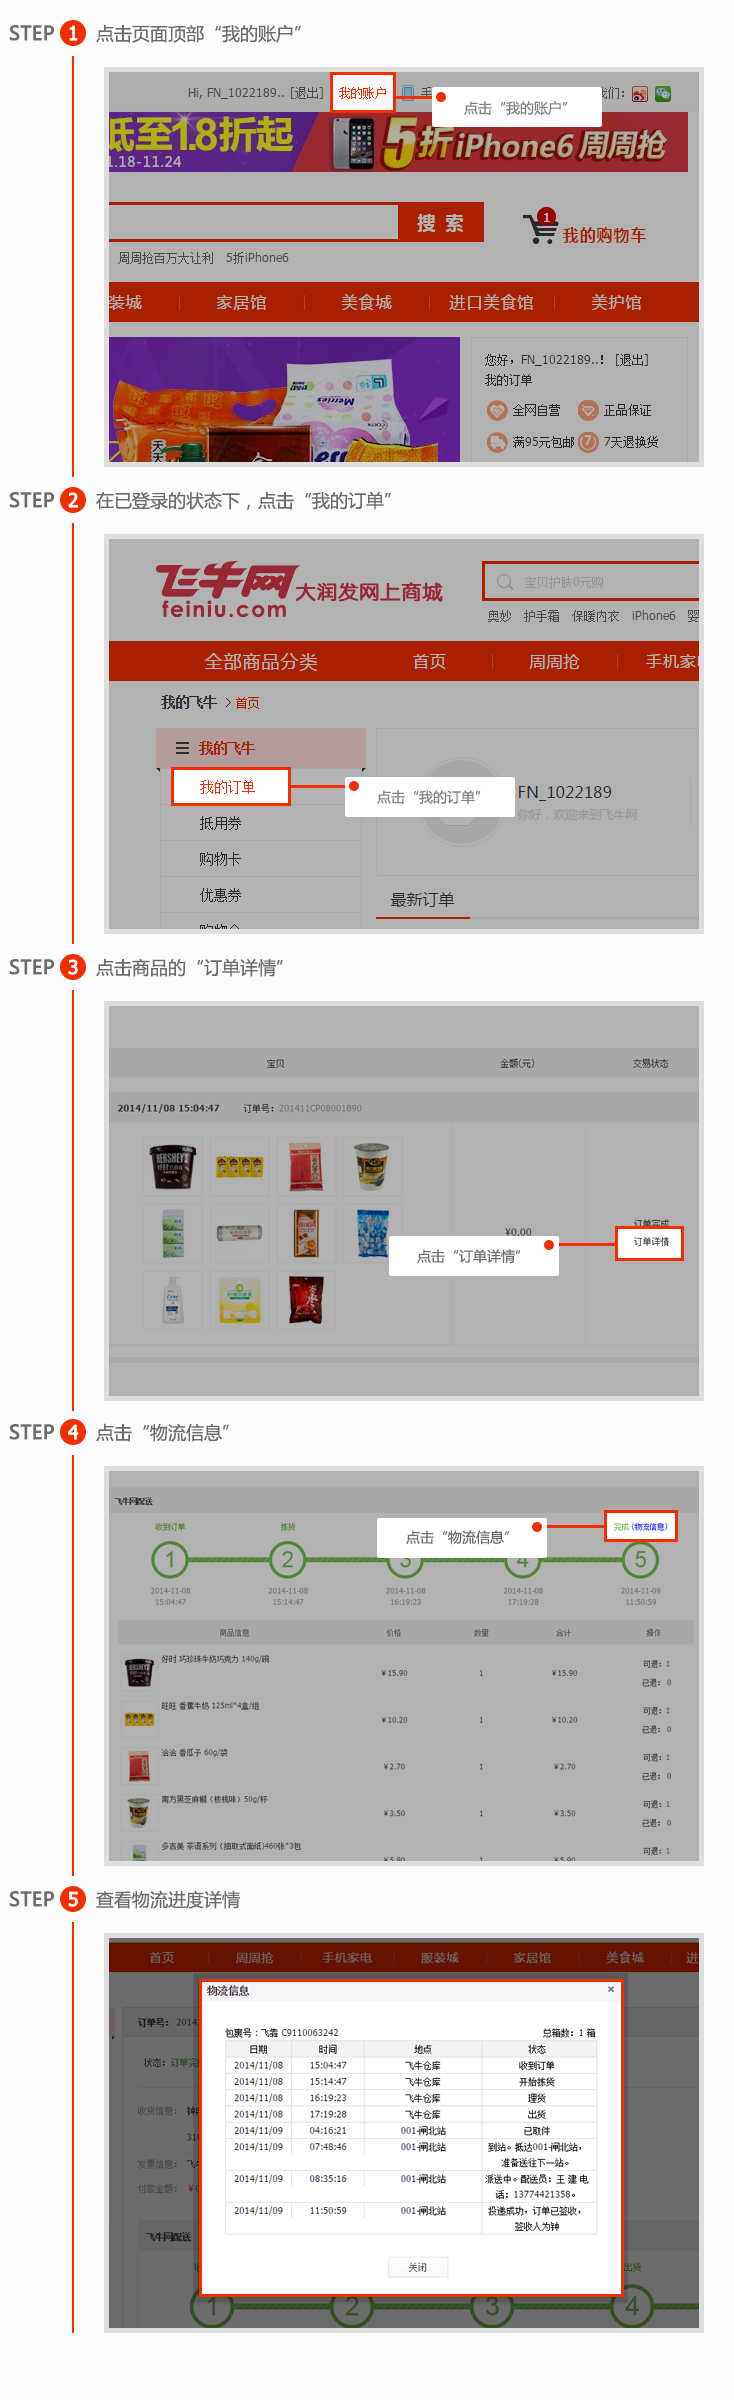 STEP 1 点击页面顶部“我的账户”
Hi, FN_1022189.. [退出] 我的账户
们：
点击“我的账户”
低至1.8折起
1.18-11.24
5折iPhone6 周周抢
搜 索
1
我的购物车
周周抢百万大让利 5折iPhone6
装城 家居馆 美食城 进口美食馆 美护馆
您好，FN_1022189..! [退出]
我的订单
全网自营 正品保证
满95元包邮 7天退换货
Merries
STEP 2 在已登录的状态下，点击“我的订单”
飞牛网 大润发网上商城
feiniu.com
宝贝护肤0元购
奥妙 护手霜 保暖内衣 iPhone6 婴
全部商品分类 首页 周周抢 手机家电
我的飞牛 > 首页
我的飞牛
我的订单
点击“我的订单”
FN_1022189
你好，欢迎来到飞牛网
抵用券
购物卡
优惠券
购物金
最新订单
STEP 3 点击商品的“订单详情”
宝贝 金额(元) 交易状态
2014/11/08 15:04:47 订单号：201411CP08001890
HERSHEY'S
¥0.00
订单完成
订单详情
点击“订单详情”
STEP 4 点击“物流信息”
飞牛网配送
收到订单 拣货 完成 (物流信息)
点击“物流信息”
1 2 3 4 5
2014-11-08 2014-11-08 2014-11-08 2014-11-08 2014-11-09
15:04:47 15:14:47 16:19:23 17:19:28 11:50:59
商品信息 价格 数量 合计 操作
好时 巧珍臻牛奶巧克力 140g/碗 ¥15.90 1 ¥15.90 可退：1
已退：0
旺旺 香蕉牛奶 125ml*4盒/组 ¥10.20 1 ¥10.20 可退：1
已退：0
洽洽 香瓜子 60g/袋 ¥2.70 1 ¥2.70 可退：1
已退：0
南方黑芝麻糊（核桃味）50g/杯 ¥3.50 1 ¥3.50 可退：1
已退：0
多吉美 茶语系列（抽取式面纸)460张*3包 ¥5.90 1 ¥5.90 可退：1
STEP 5 查看物流进度详情
首页 周周抢 手机家电 服装城 家居馆 美食城 进
物流信息 ×
订单号：2014
状态：订单完
收货信息：钟
318
发票信息：飞
付款金额：¥
飞牛网配送
包裹号：飞犇 C9110063242 总箱数：1 箱
日期 时间 地点 状态
2014/11/08 15:04:47 飞牛仓库 收到订单
2014/11/08 15:14:47 飞牛仓库 开始拣货
2014/11/08 16:19:23 飞牛仓库 理货
2014/11/08 17:19:28 飞牛仓库 出货
2014/11/09 04:16:21 001-闸北站 已取件
2014/11/09 07:48:46 001-闸北站 到站。抵达001-闸北站，
准备送往下一站。
2014/11/09 08:35:16 001-闸北站 派送中。配送员：王 建 电
话：13774421358。
2014/11/09 11:50:59 001-闸北站 投递成功，订单已签收，
签收人为钟
关闭
出货
1 2 3 4